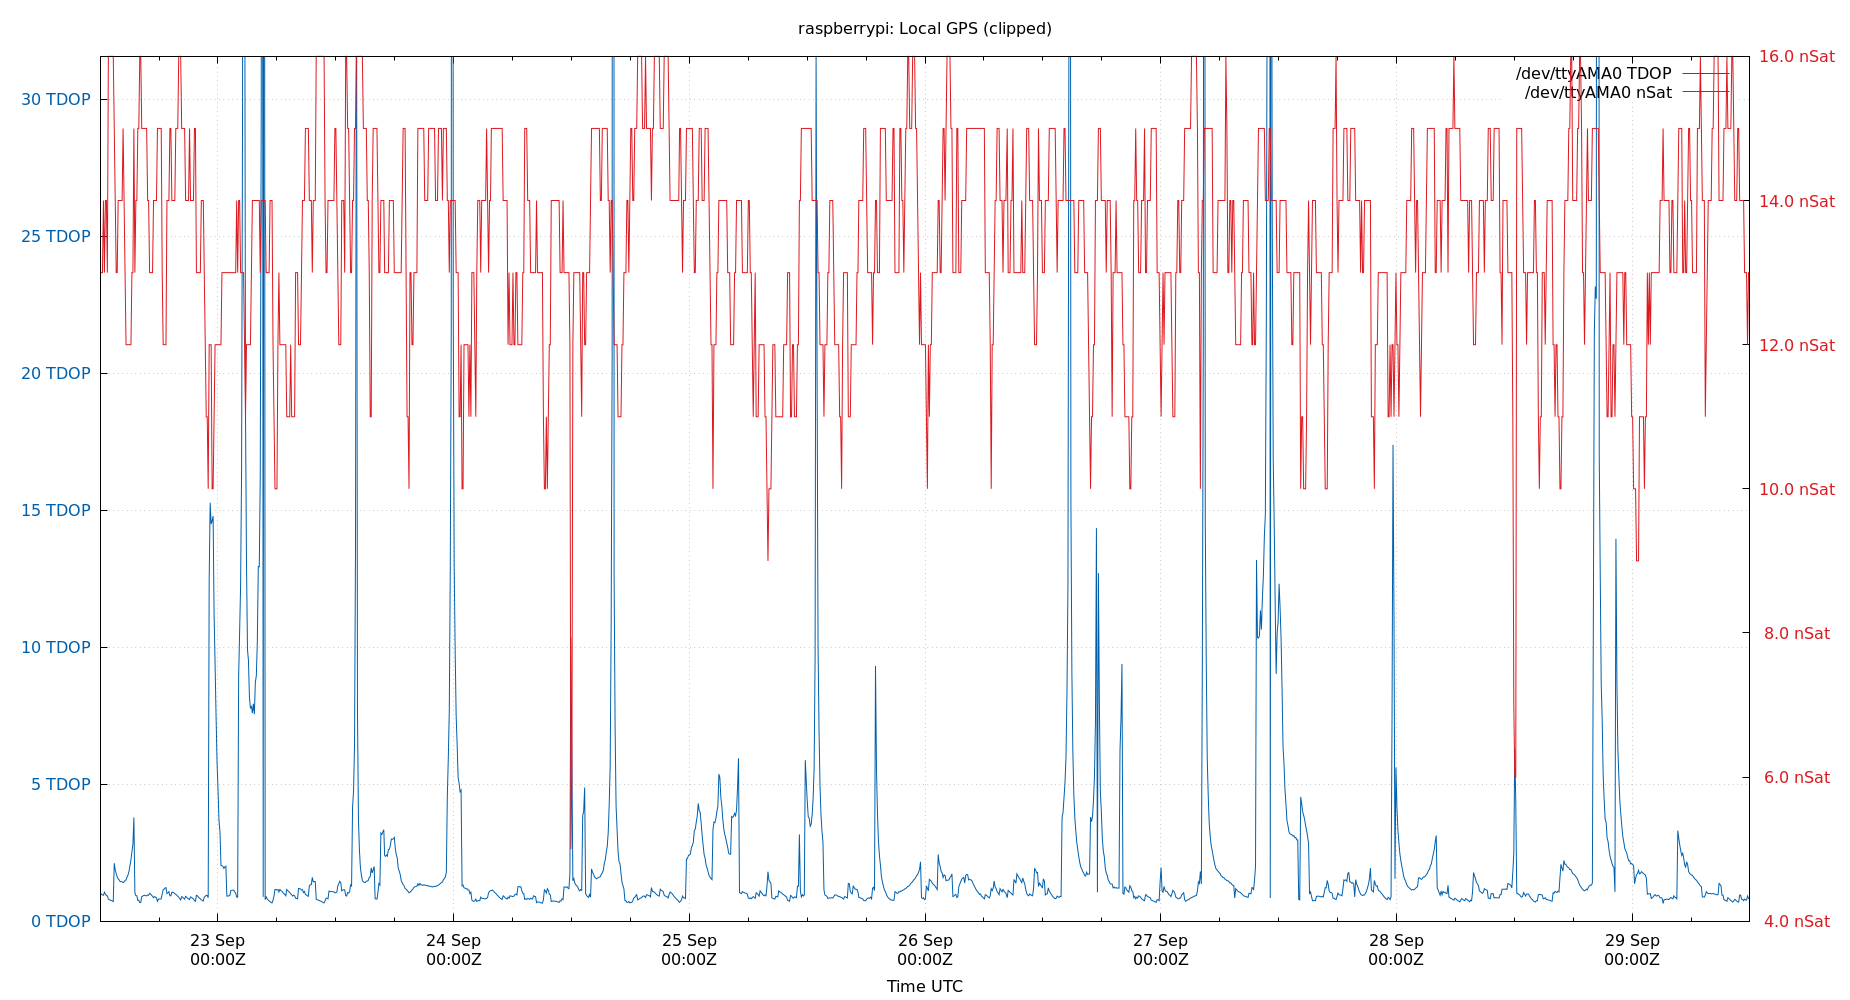 raspberrypi: Local GPS (clipped)
/dev/ttyAMA0 TDOP
/dev/ttyAMA0 nSat
30 TDOP
25 TDOP
20 TDOP
15 TDOP
10 TDOP
5 TDOP
0 TDOP
16.0 nSat
14.0 nSat
12.0 nSat
10.0 nSat
8.0 nSat
6.0 nSat
4.0 nSat
23 Sep
00:00Z
24 Sep
00:00Z
25 Sep
00:00Z
26 Sep
00:00Z
27 Sep
00:00Z
28 Sep
00:00Z
29 Sep
00:00Z
Time UTC